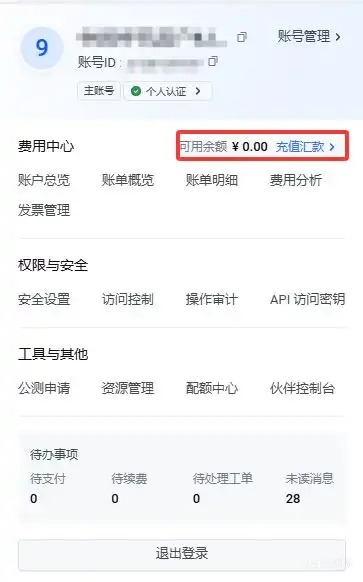 9
账号管理 >
账号ID :
主账号 个人认证 >
费用中心 可用余额 ¥ 0.00 充值汇款 >
账户总览 账单概览 账单明细 费用分析
发票管理
权限与安全
安全设置 访问控制 操作审计 API 访问密钥
工具与其他
公测申请 资源管理 配额中心 伙伴控制台
待办事项
待支付 待续费 待处理工单 未读消息
0 0 0 28
退出登录